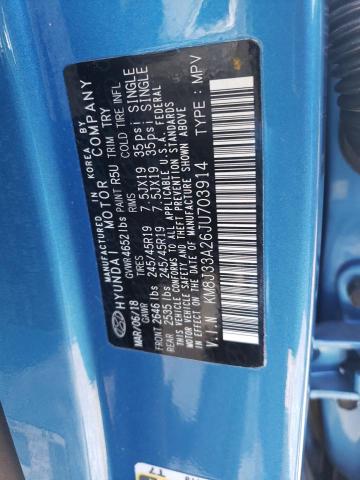 MANUFACTURED BY IN KOREA
HYUNDAI MOTOR COMPANY
MAR/06/18 GVWR 4652 lbs PAINT R5U TRIM TRY
GAWR TIRES RIMS COLD TIRE INFL
FRONT 2646 lbs 245/45R19 7.5JX19 35psi SINGLE
REAR 2535 lbs 245/45R19 7.5JX19 35psi SINGLE
THIS VEHICLE CONFORMS TO ALL APPLICABLE U.S.A FEDERAL
MOTOR VEHICLE SAFETY AND THEFT PREVENTION
STANDARDS IN EFFECT ON THE DATE OF MANUFACTURE SHOWN ABOVE
V.I.N KM8J33A26JU703914 TYPE : MPV
T7